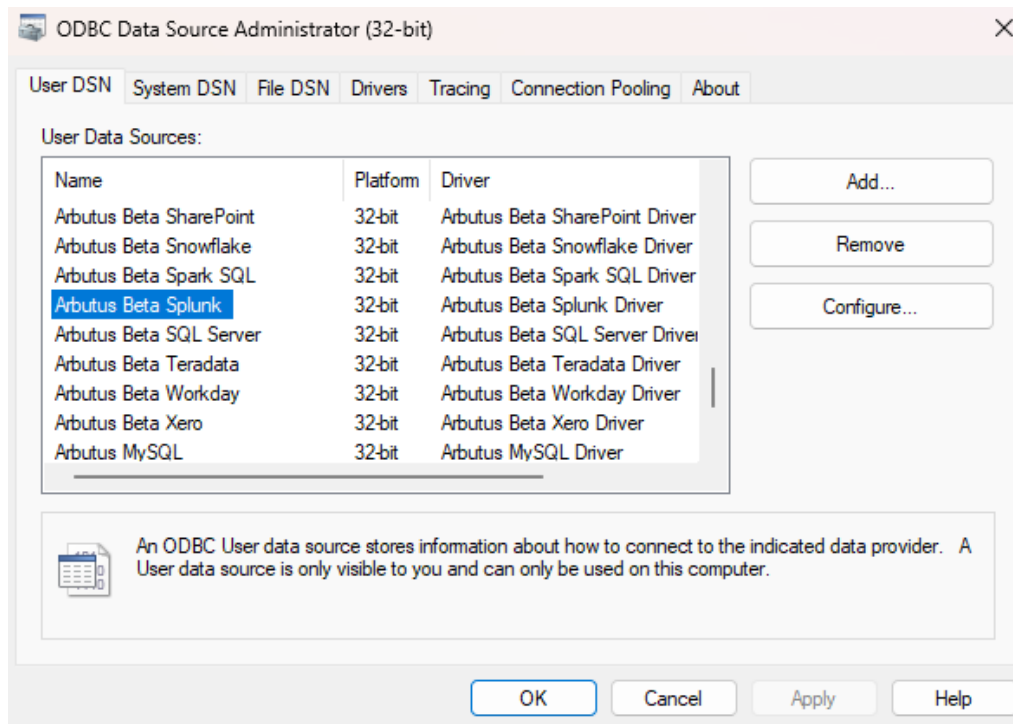 ODBC Data Source Administrator (32-bit)
User DSN System DSN File DSN Drivers Tracing Connection Pooling About
User Data Sources:
Name Platform Driver
Arbutus Beta SharePoint 32-bit Arbutus Beta SharePoint Driver
Arbutus Beta Snowflake 32-bit Arbutus Beta Snowflake Driver
Arbutus Beta Spark SQL 32-bit Arbutus Beta Spark SQL Driver
Arbutus Beta Splunk 32-bit Arbutus Beta Splunk Driver
Arbutus Beta SQL Server 32-bit Arbutus Beta SQL Server Driver
Arbutus Beta Teradata 32-bit Arbutus Beta Teradata Driver
Arbutus Beta Workday 32-bit Arbutus Beta Workday Driver
Arbutus Beta Xero 32-bit Arbutus Beta Xero Driver
Arbutus MySQL 32-bit Arbutus MySQL Driver
Add...
Remove
Configure...
An ODBC User data source stores information about how to connect to the indicated data provider. A
User data source is only visible to you and can only be used on this computer.
OK Cancel Apply Help